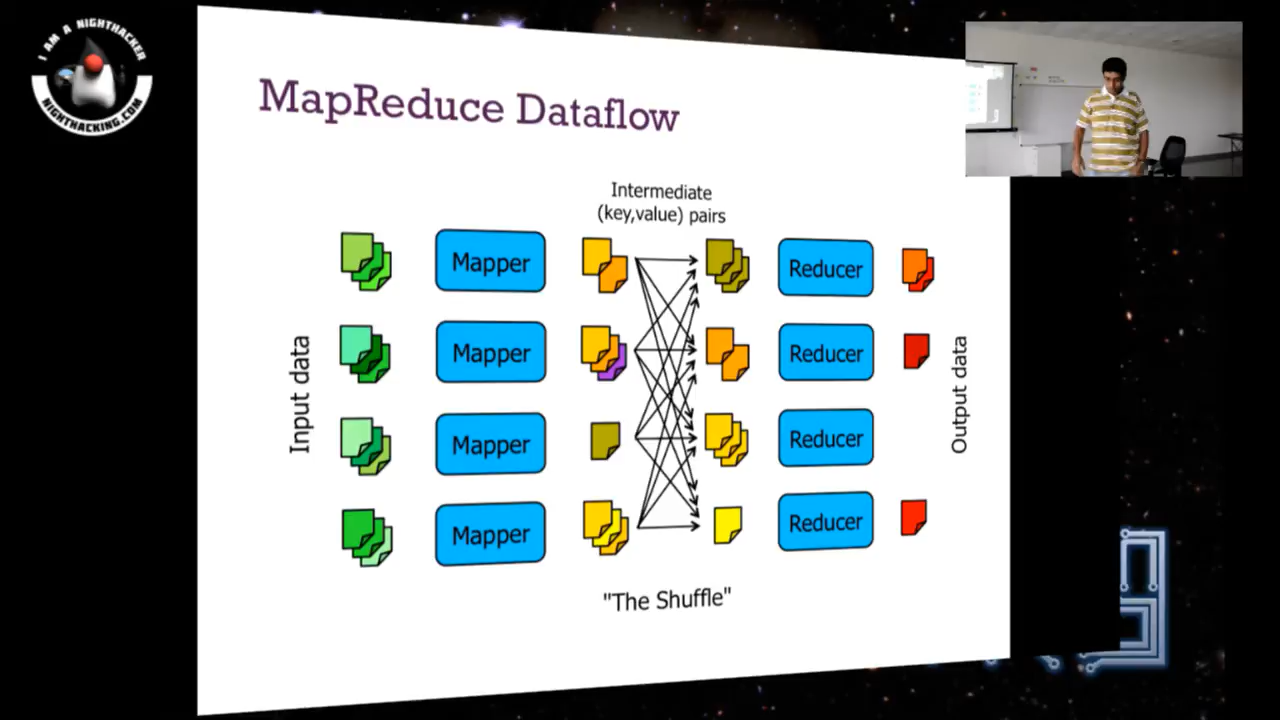 I AM A NIGHTHACKER
NIGHTHACKING.COM
MapReduce Dataflow
Intermediate
(key,value) pairs
Input data
Mapper
Reducer
Mapper
Reducer
Mapper
Reducer
Mapper
Reducer
Output data
"The Shuffle"